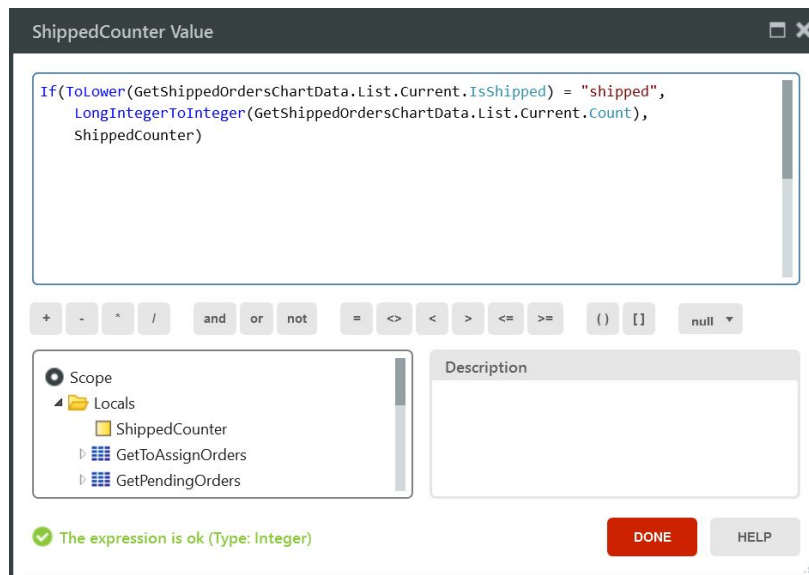 ShippedCounter Value
If(ToLower(GetShippedOrdersChartData.List.Current.IsShipped) = "shipped",
LongIntegerToInteger(GetShippedOrdersChartData.List.Current.Count),
ShippedCounter)
+ - * / and or not = <> < > <= >= ( ) [ ] null
Scope
Locals
ShippedCounter
GetToAssignOrders
GetPendingOrders
Description
The expression is ok (Type: Integer)
DONE HELP